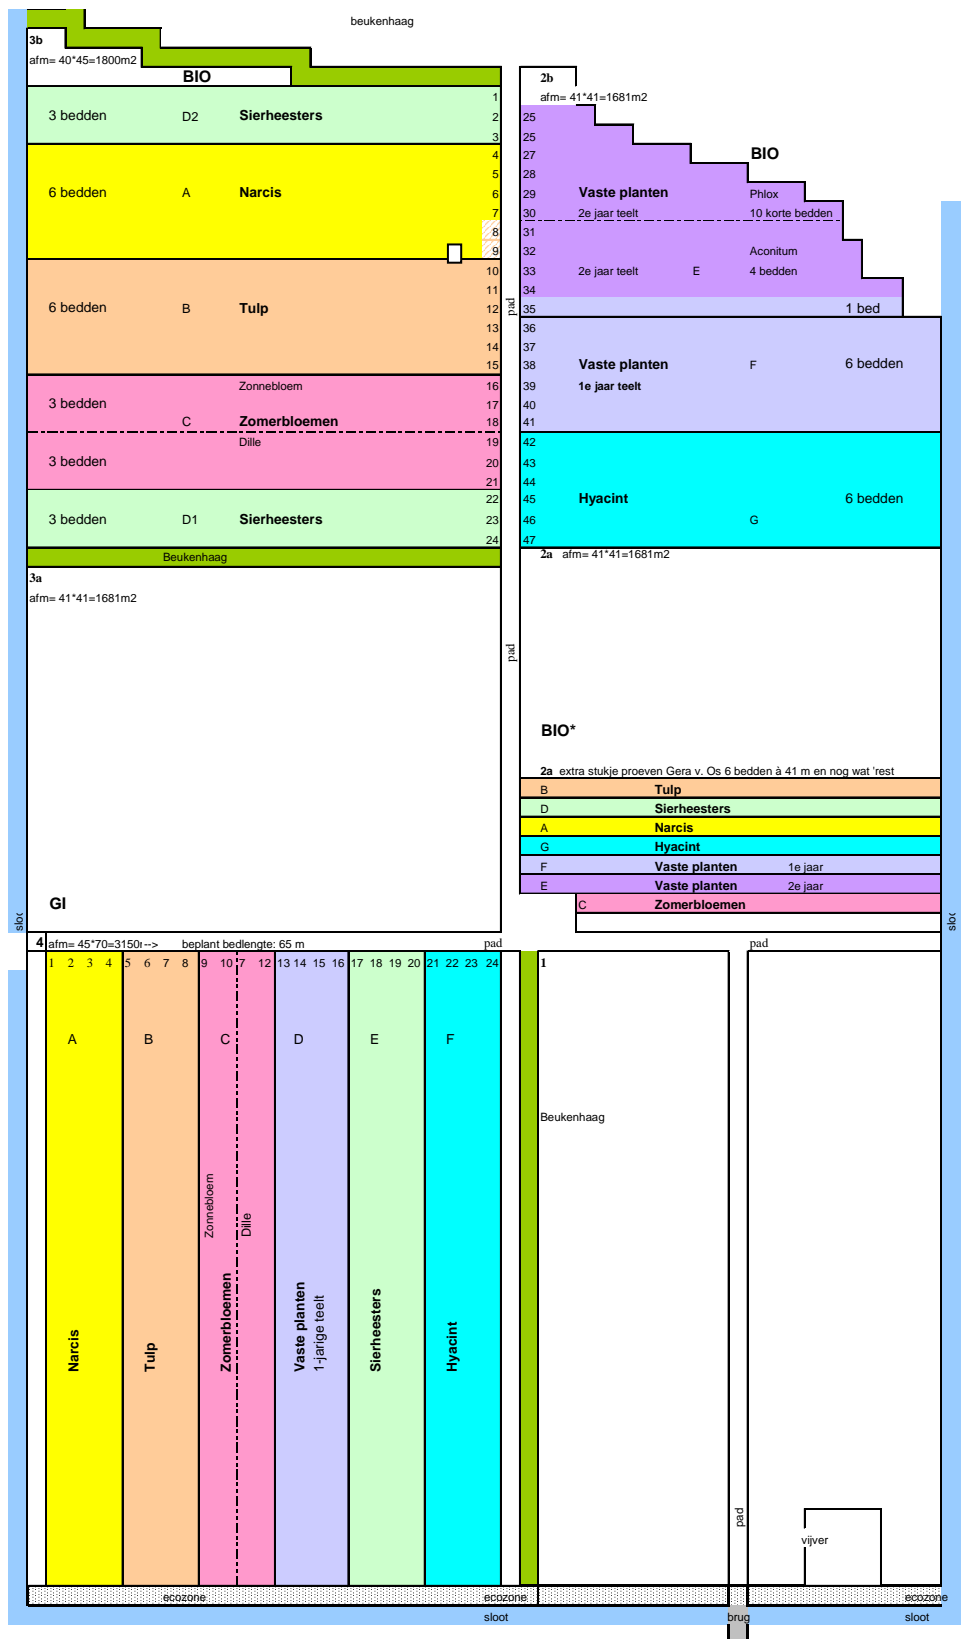 beukenhaag
3b
afm= 40*45=1800m2
BIO
1
3 bedden D2 Sierheesters 2
3
4
5
6 bedden A Narcis 6
7
8
9
10
11
6 bedden B Tulp 12
13
14
15
Zonnebloem 16
3 bedden 17
C Zomerbloemen 18
Dille 19
3 bedden 20
21
22
3 bedden D1 Sierheesters 23
24
Beukenhaag
3a
afm= 41*41=1681m2
GI
pad
pad
2b
afm= 41*41=1681m2
25
25
27 BIO
28
29 Vaste planten Phlox
30 2e jaar teelt 10 korte bedden
31
32 Aconitum
33 2e jaar teelt E 4 bedden
34
35 1 bed
36
37
38 Vaste planten F 6 bedden
39 1e jaar teelt
40
41
42
43
44
45 Hyacint 6 bedden
46 G
47
2a afm= 41*41=1681m2
BIO*
2a extra stukje proeven Gera v. Os 6 bedden à 41 m en nog wat 'rest
B Tulp
D Sierheesters
A Narcis
G Hyacint
F Vaste planten 1e jaar
E Vaste planten 2e jaar
C Zomerbloemen
sloo
sloo
4 afm= 45*70=3150r--> beplant bedlengte: 65 m pad pad
1 2 3 4 5 6 7 8 9 10 7 12 13 14 15 16 17 18 19 20 21 22 23 24 1
A B C D E F
Beukenhaag
Narcis
Tulp
Zonnebloem
Zomerbloemen
Dille
Vaste planten
1-jarige teelt
Sierheesters
Hyacint
pad
vijver
ecozone ecozone ecozone
sloot brug sloot